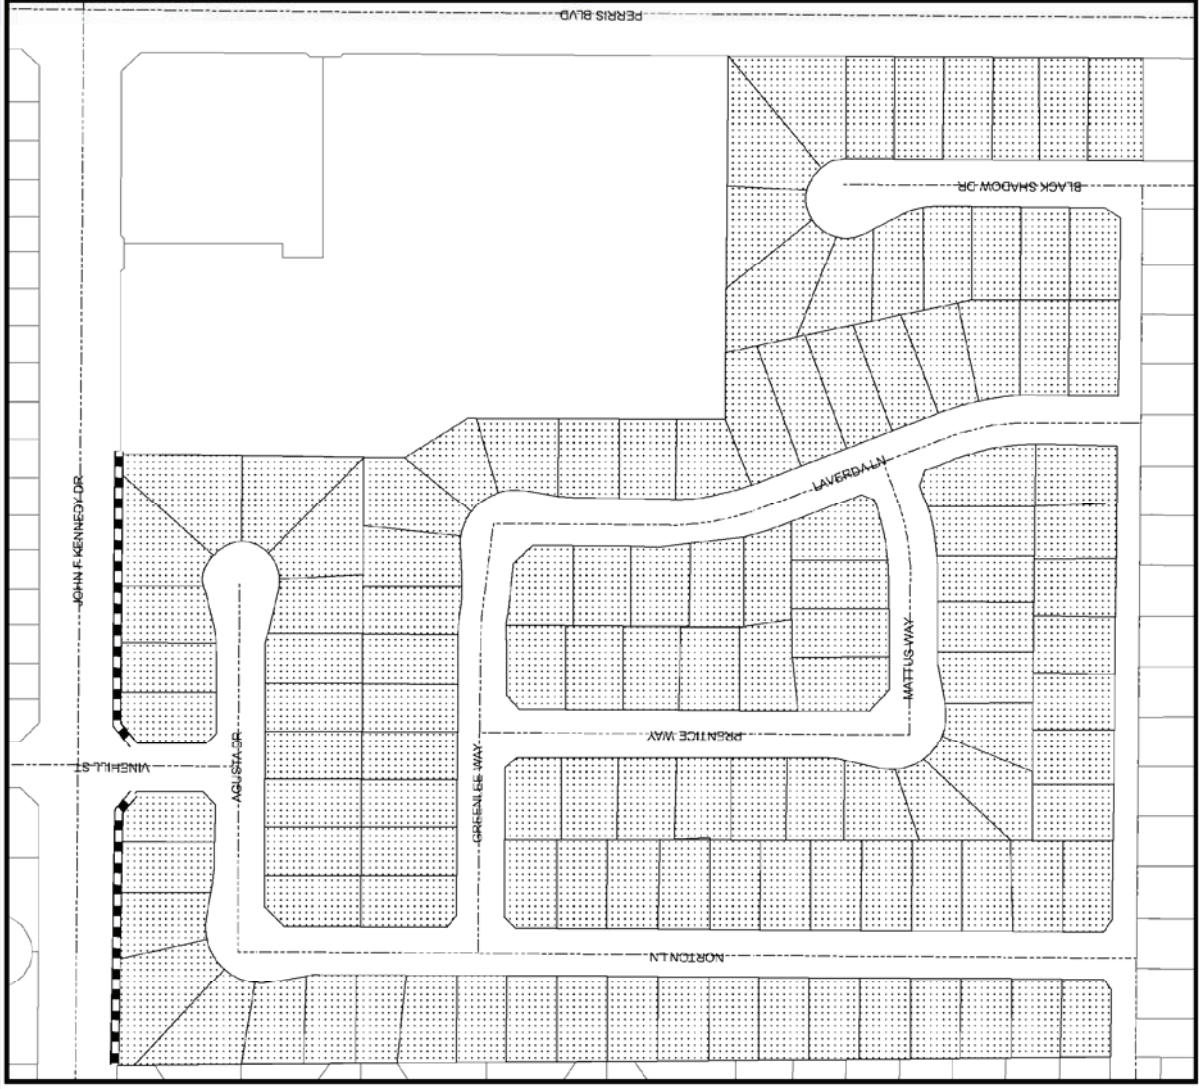 PERRIS BLVD
BLACK SHADOW DR
JOHN F KENNEDY DR
LAVERDA LN
MATTUS WAY
PRENTICE WAY
VINEHILL ST
AGUSTA DR
GREENLEE WAY
NORTON LN